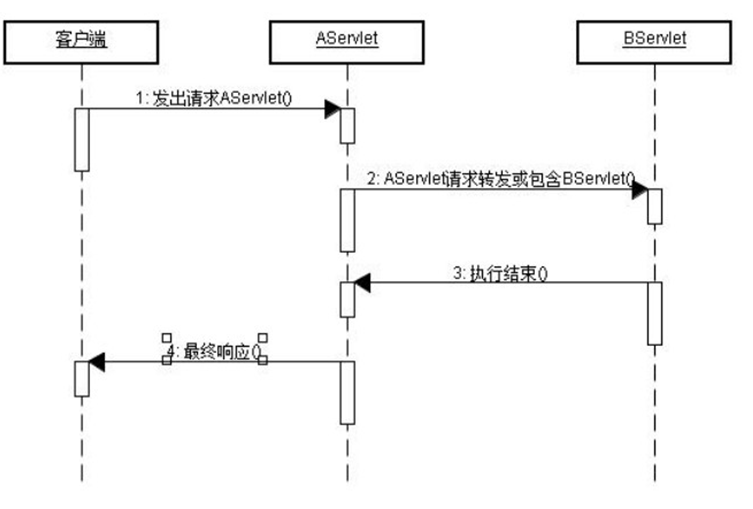 客户端
AServlet
BServlet
1: 发出请求AServlet()
2: AServlet请求转发或包含BServlet()
3: 执行结束()
4: 最终响应()